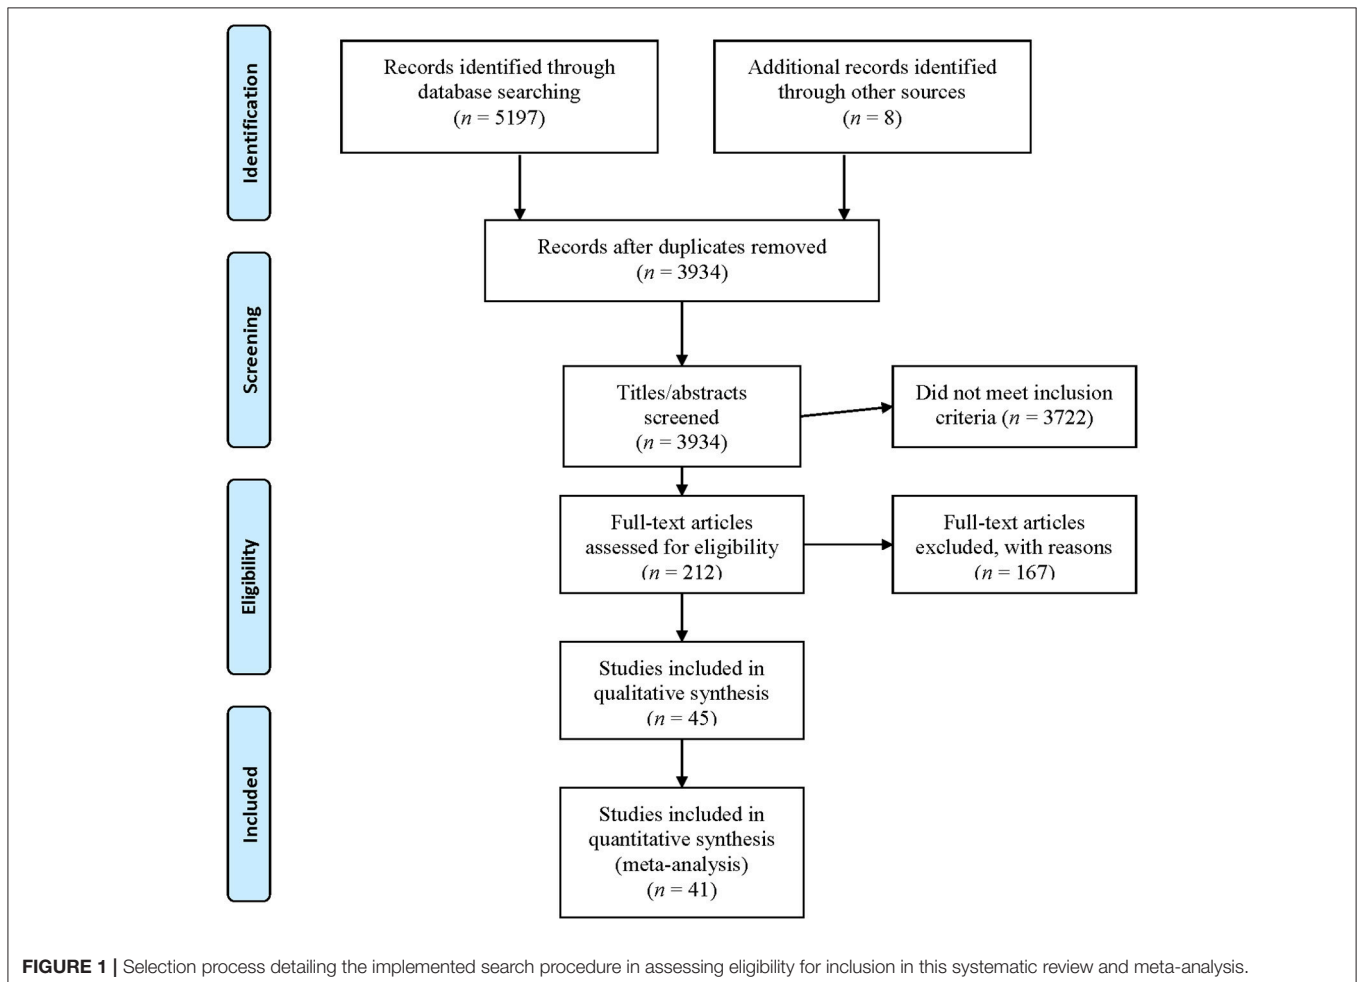 Identification
Records identified through
database searching
(n = 5197)
Additional records identified
through other sources
(n = 8)
Records after duplicates removed
(n = 3934)
Screening
Titles/abstracts
screened
(n = 3934)
Did not meet inclusion
criteria (n = 3722)
Eligibility
Full-text articles
assessed for eligibility
(n = 212)
Full-text articles
excluded, with reasons
(n = 167)
Studies included in
qualitative synthesis
(n = 45)
Included
Studies included in
quantitative synthesis
(meta-analysis)
(n = 41)
FIGURE 1 | Selection process detailing the implemented search procedure in assessing eligibility for inclusion in this systematic review and meta-analysis.